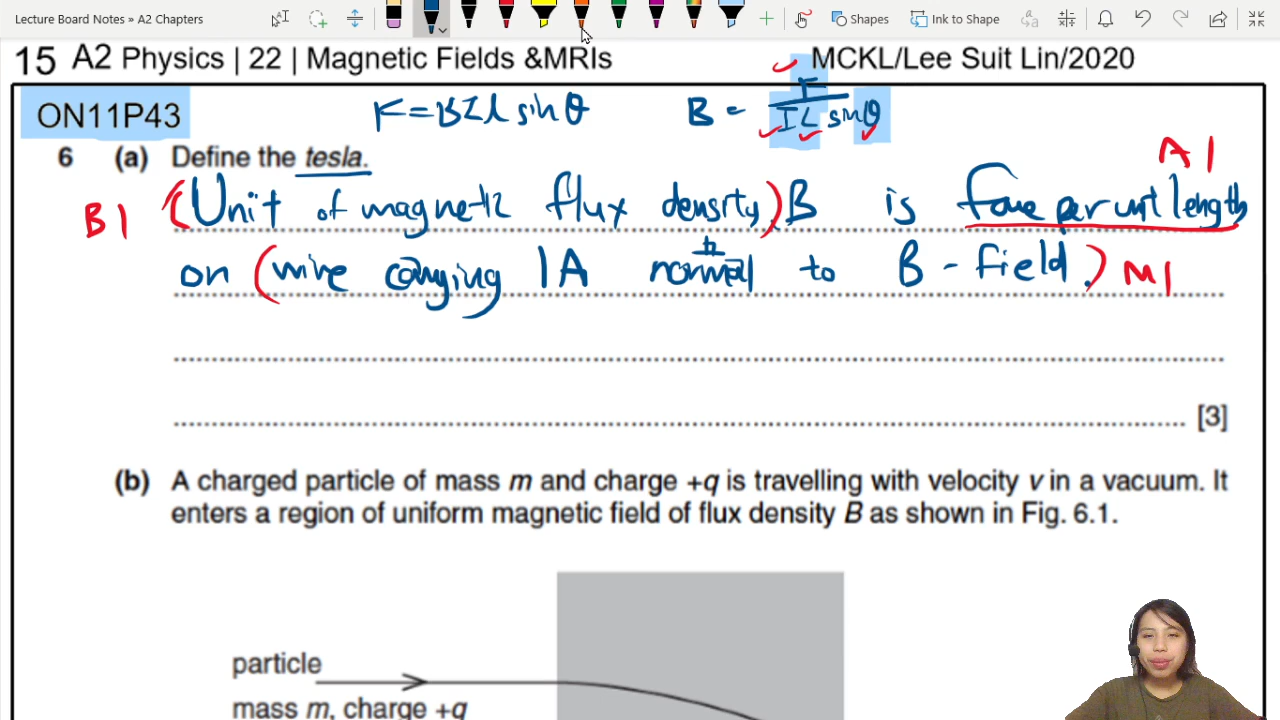 Lecture Board Notes » A2 Chapters
Shapes
Ink to Shape
15 A2 Physics | 22 | Magnetic Fields &MRIs MCKL/Lee Suit Lin/2020
ON11P43 F = BIl sin θ B = F / IL sin θ
6 (a) Define the tesla. A1
B1 (Unit of magnetic flux density) B is force per unit length
on (wire carrying 1A normal to B-field.) M1
[3]
(b) A charged particle of mass m and charge +q is travelling with velocity v in a vacuum. It
enters a region of uniform magnetic field of flux density B as shown in Fig. 6.1.
particle
mass m, charge +q